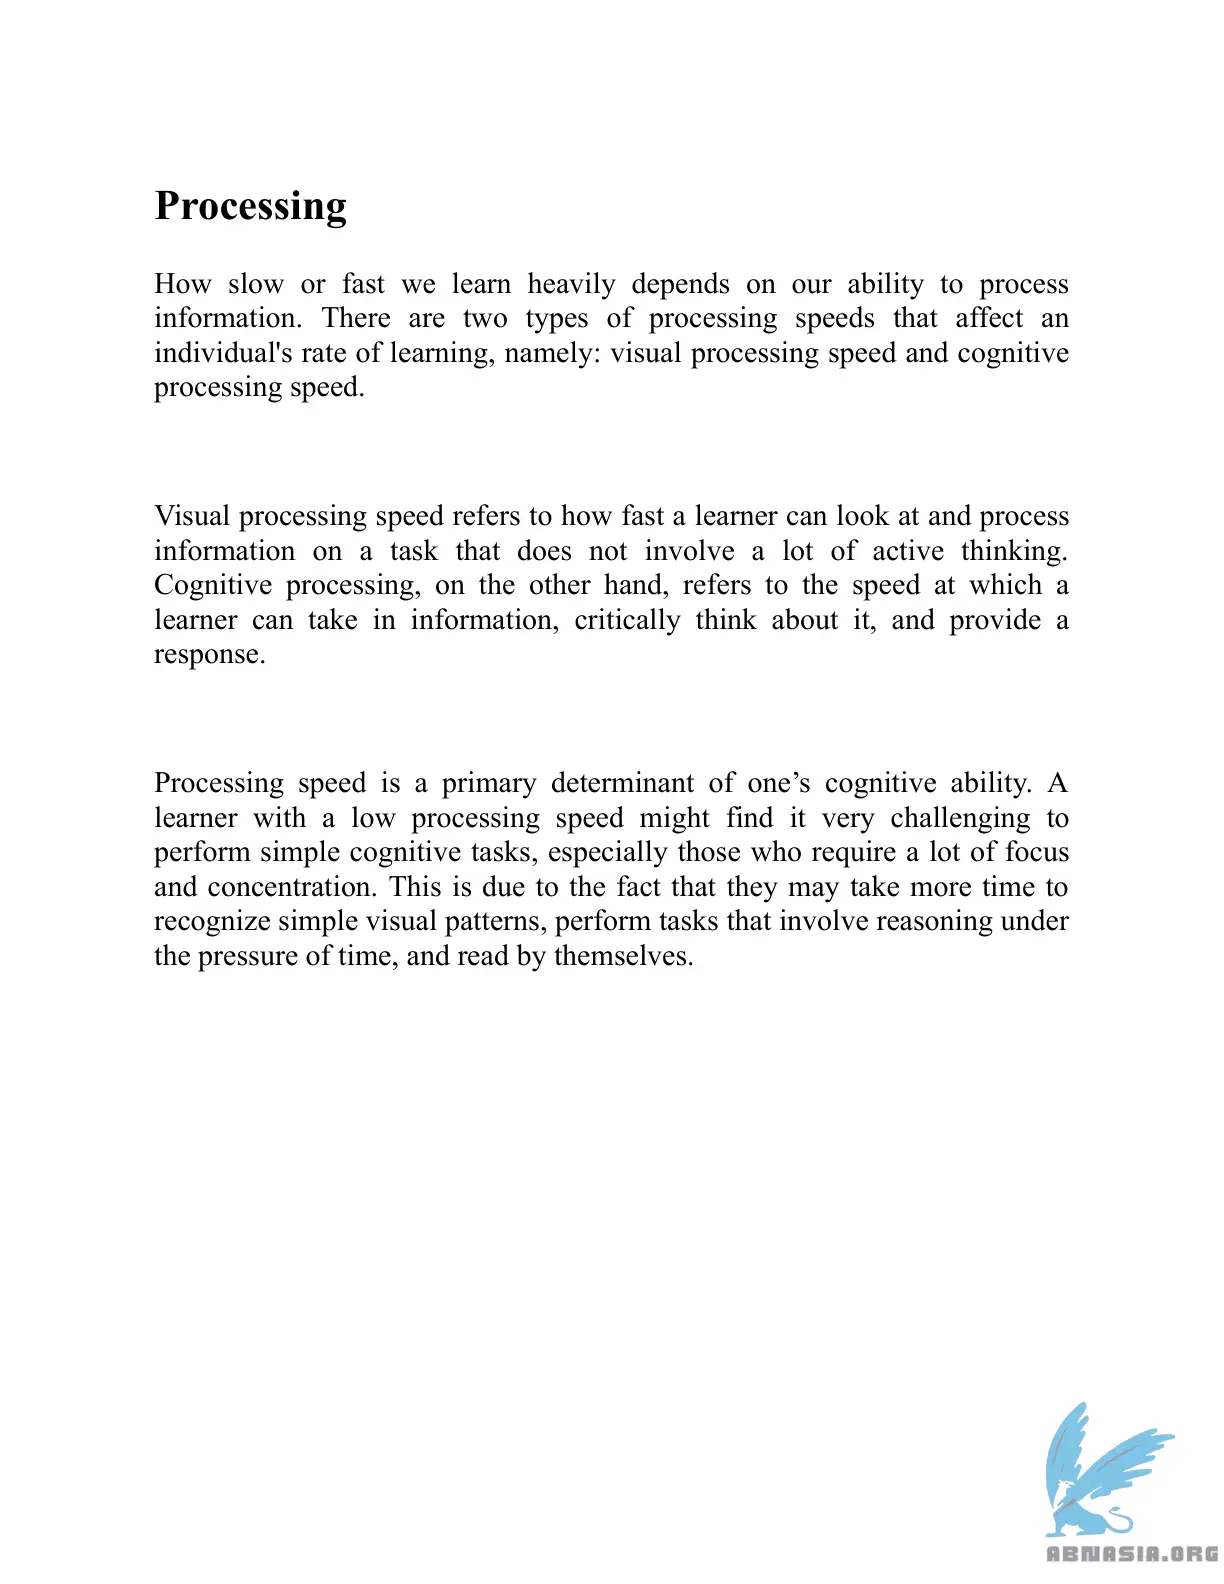 Processing
How slow or fast we learn heavily depends on our ability to process
information. There are two types of processing speeds that affect an
individual's rate of learning, namely: visual processing speed and cognitive
processing speed.
Visual processing speed refers to how fast a learner can look at and process
information on a task that does not involve a lot of active thinking.
Cognitive processing, on the other hand, refers to the speed at which a
learner can take in information, critically think about it, and provide a
response.
Processing speed is a primary determinant of one’s cognitive ability. A
learner with a low processing speed might find it very challenging to
perform simple cognitive tasks, especially those who require a lot of focus
and concentration. This is due to the fact that they may take more time to
recognize simple visual patterns, perform tasks that involve reasoning under
the pressure of time, and read by themselves.
ABNASIA.ORG